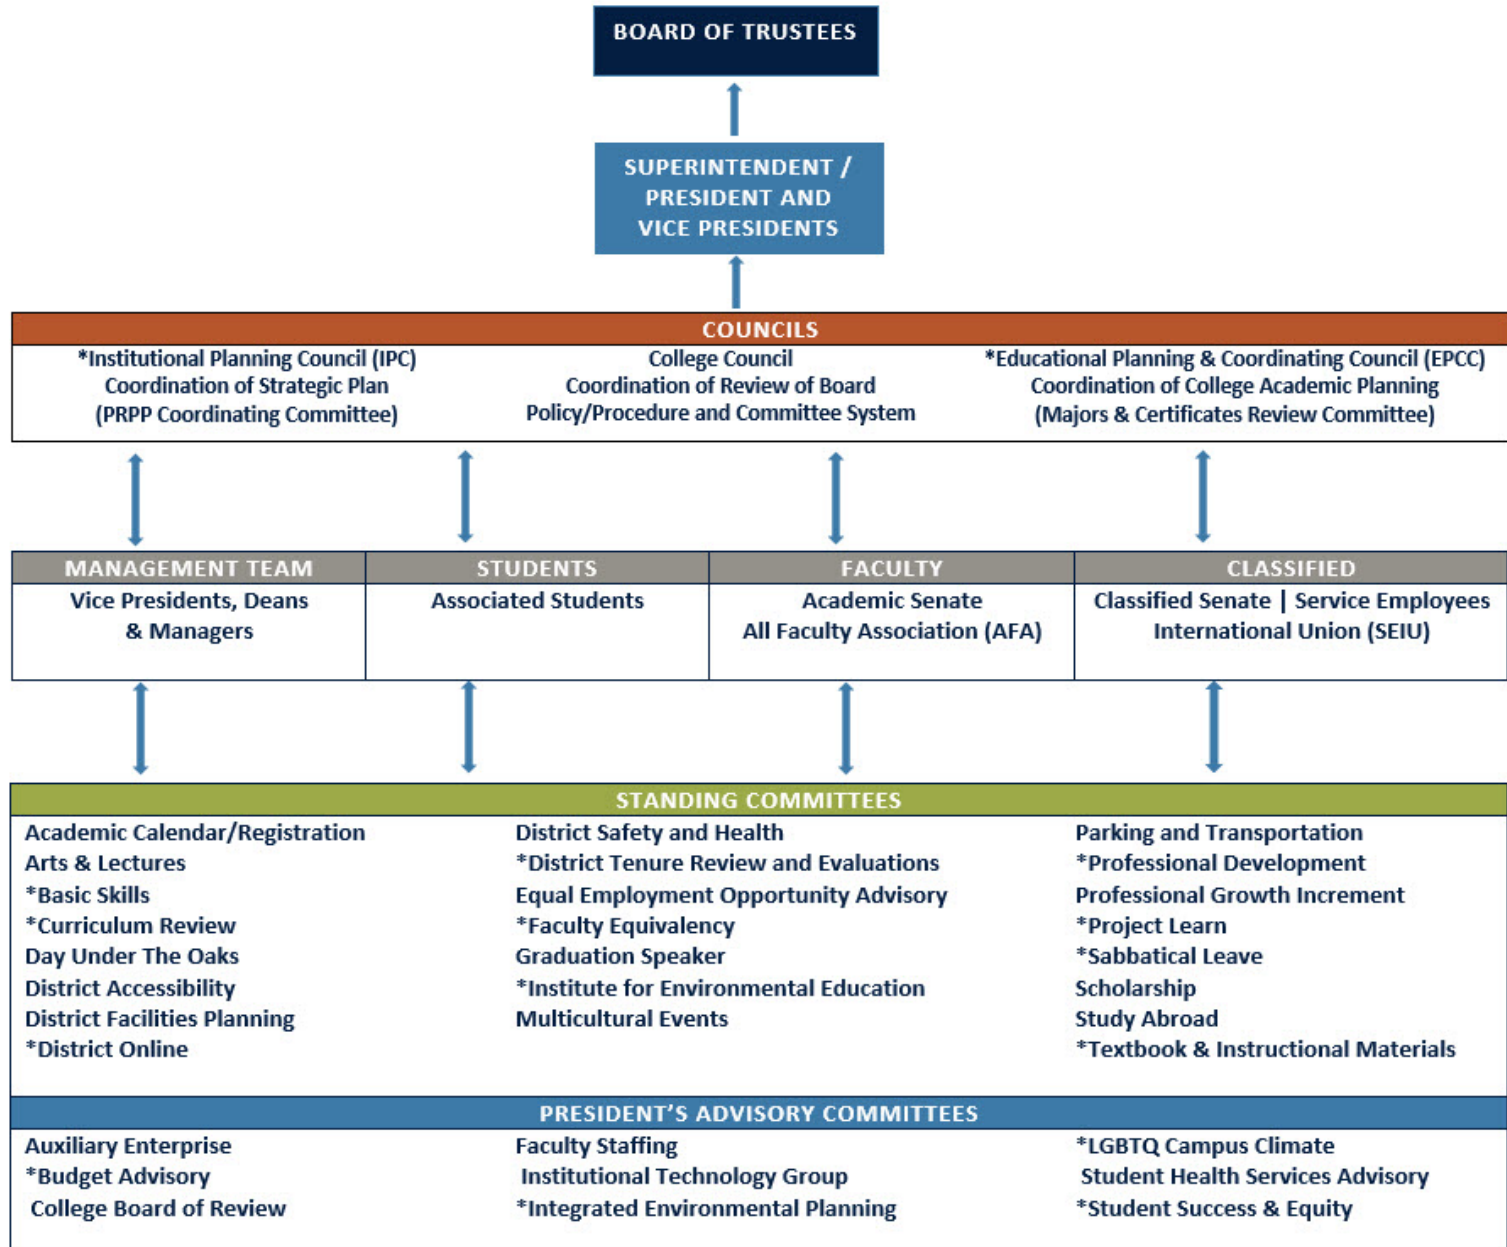 BOARD OF TRUSTEES
SUPERINTENDENT /
PRESIDENT AND
VICE PRESIDENTS
COUNCILS
*Institutional Planning Council (IPC)
Coordination of Strategic Plan
(PRPP Coordinating Committee)
College Council
Coordination of Review of Board
Policy/Procedure and Committee System
*Educational Planning & Coordinating Council (EPCC)
Coordination of College Academic Planning
(Majors & Certificates Review Committee)
MANAGEMENT TEAM
Vice Presidents, Deans
& Managers
STUDENTS
Associated Students
FACULTY
Academic Senate
All Faculty Association (AFA)
CLASSIFIED
Classified Senate | Service Employees
International Union (SEIU)
STANDING COMMITTEES
Academic Calendar/Registration
Arts & Lectures
*Basic Skills
*Curriculum Review
Day Under The Oaks
District Accessibility
District Facilities Planning
*District Online
District Safety and Health
*District Tenure Review and Evaluations
Equal Employment Opportunity Advisory
*Faculty Equivalency
Graduation Speaker
*Institute for Environmental Education
Multicultural Events
Parking and Transportation
*Professional Development
Professional Growth Increment
*Project Learn
*Sabbatical Leave
Scholarship
Study Abroad
*Textbook & Instructional Materials
PRESIDENT’S ADVISORY COMMITTEES
Auxiliary Enterprise
*Budget Advisory
College Board of Review
Faculty Staffing
Institutional Technology Group
*Integrated Environmental Planning
*LGBTQ Campus Climate
Student Health Services Advisory
*Student Success & Equity